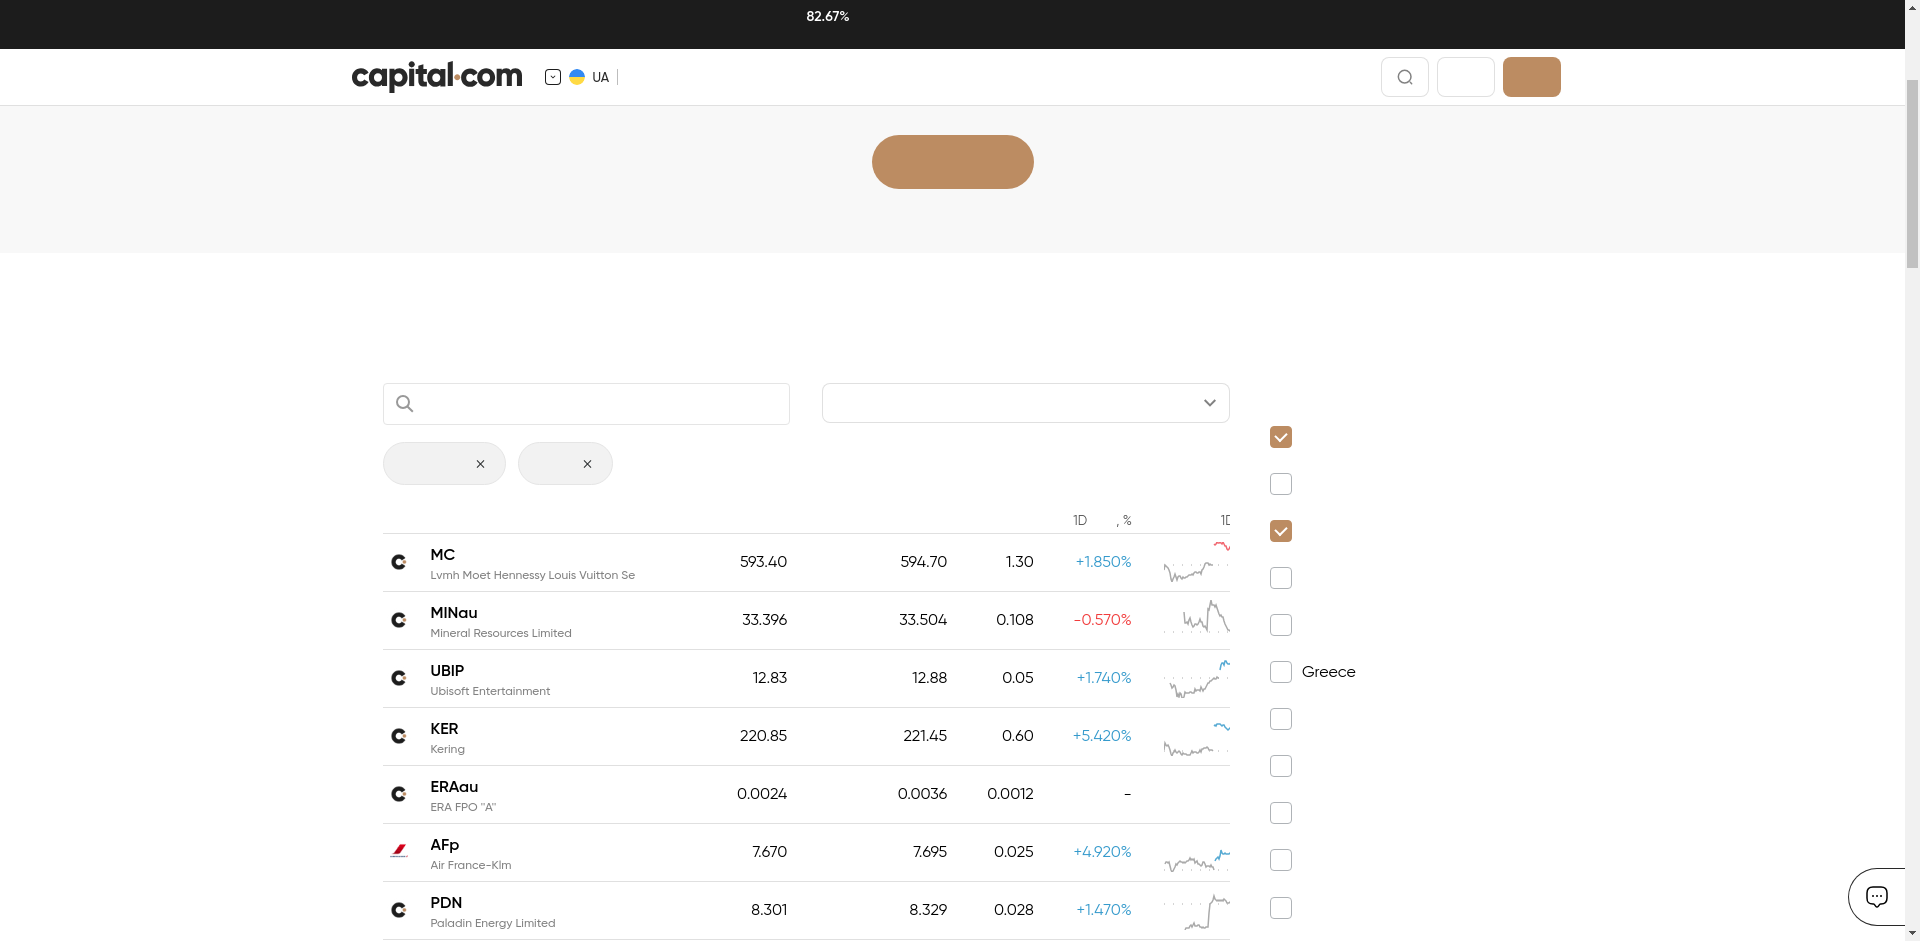 82.67%
capital.com
UA
1D , %
1D
MC
Lvmh Moet Hennessy Louis Vuitton Se
593.40
594.70
1.30
+1.850%
MINau
Mineral Resources Limited
33.396
33.504
0.108
-0.570%
UBIP
Ubisoft Entertainment
12.83
12.88
0.05
+1.740%
KER
Kering
220.85
221.45
0.60
+5.420%
ERAau
ERA FPO "A"
0.0024
0.0036
0.0012
-
AFp
Air France-Klm
7.670
7.695
0.025
+4.920%
PDN
Paladin Energy Limited
8.301
8.329
0.028
+1.470%
Greece